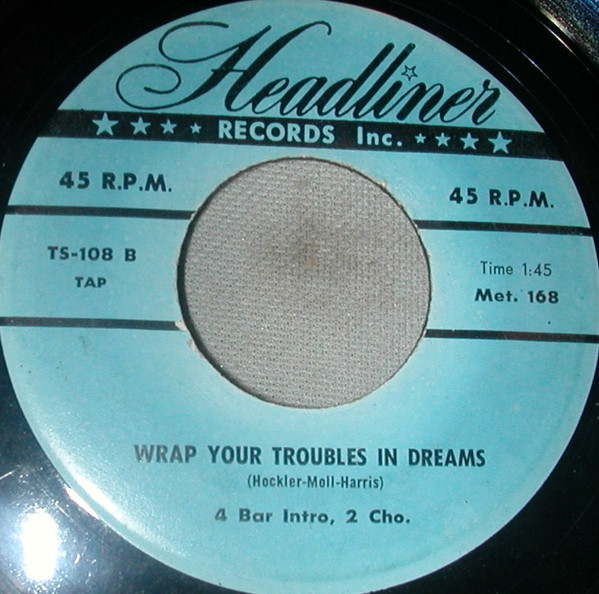 Headliner
RECORDS Inc.
45 R.P.M.
45 R.P.M.
TS-108 B
TAP
Time 1:45
Met. 168
WRAP YOUR TROUBLES IN DREAMS
(Hockler-Moll-Harris)
4 Bar Intro, 2 Cho.